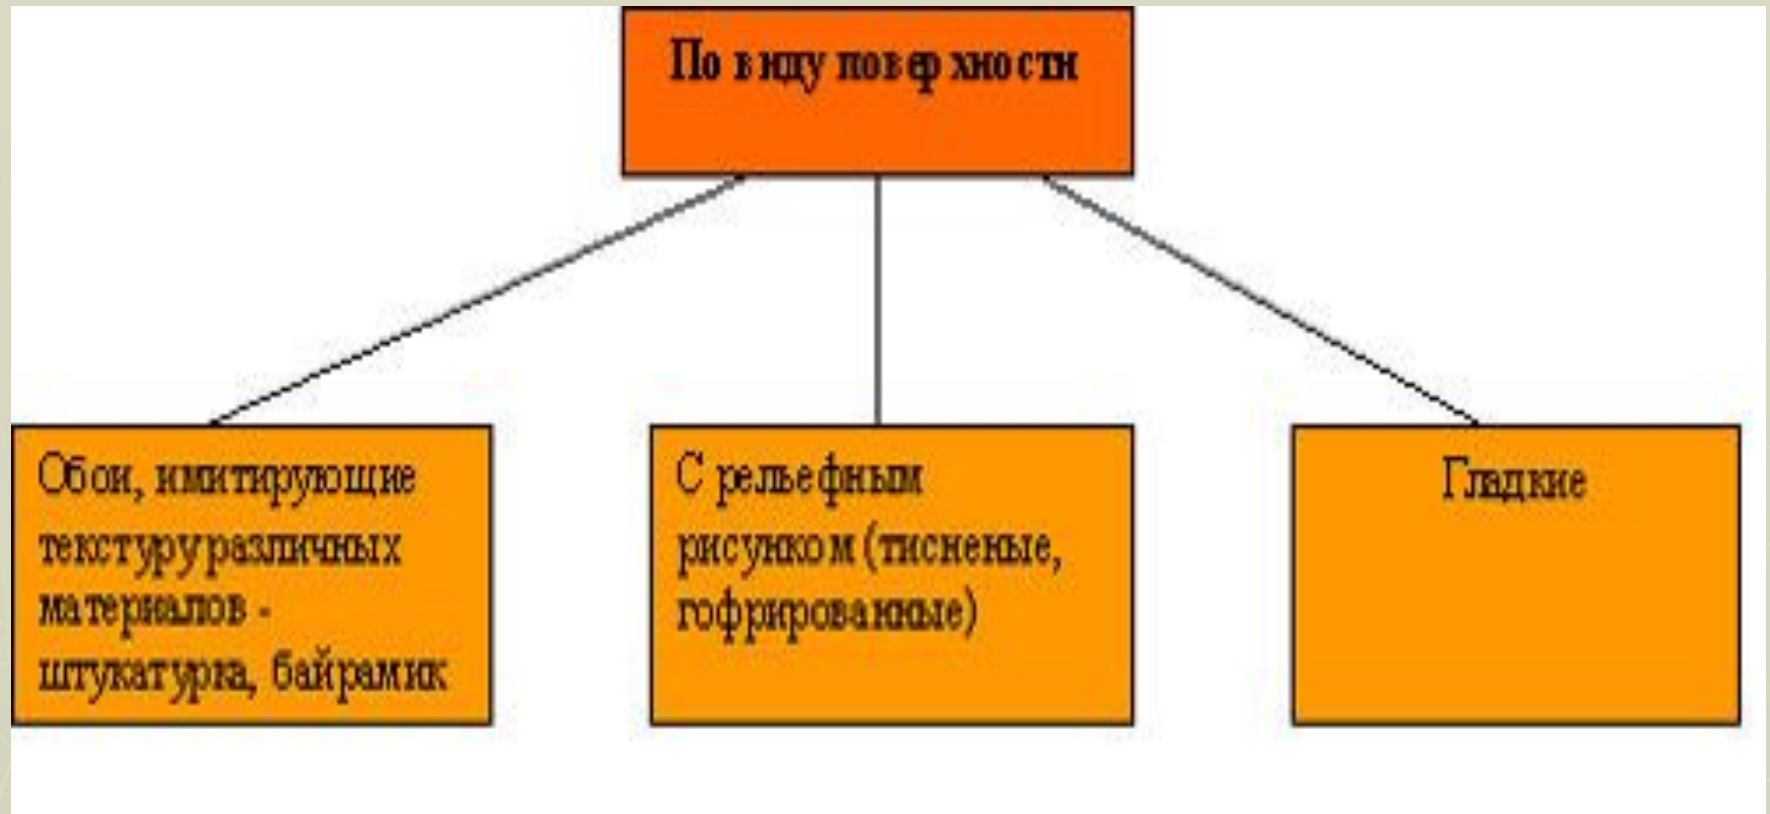 По виду поверхности
Обои, имитирующие
текстуру различных
материалов -
штукатурка, байрамик
С рельефным
рисунком (тисненые,
гофрированные)
Гладкие